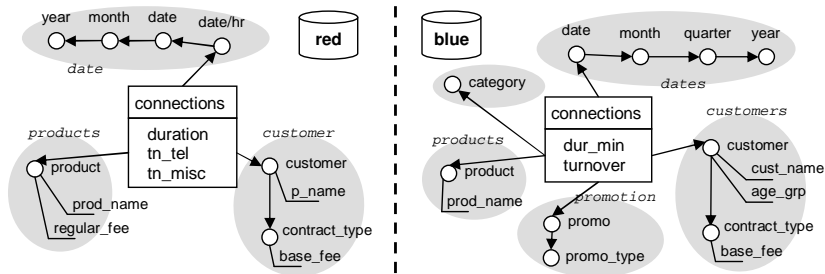 year month date date/hr
date
red
connections
duration
tn_tel
tn_misc
products
product
prod_name
regular_fee
customer
customer
p_name
contract_type
base_fee
blue
date month quarter year
dates
category
connections
dur_min
turnover
products
product
prod_name
promotion
promo
promo_type
customers
customer
cust_name
age_grp
contract_type
base_fee